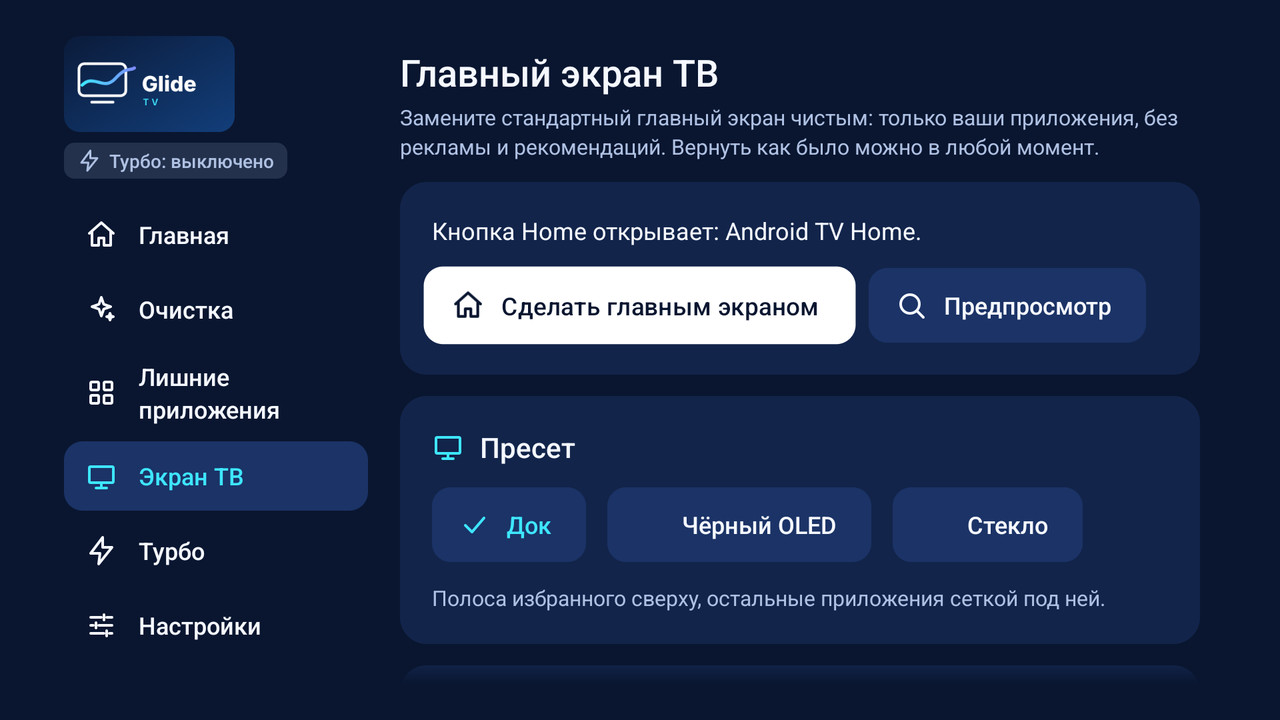 Glide
TV
Турбо: выключено
Главная
Очистка
Лишние
приложения
Экран ТВ
Турбо
Настройки
Главный экран ТВ
Замените стандартный главный экран чистым: только ваши приложения, без
рекламы и рекомендаций. Вернуть как было можно в любой момент.
Кнопка Home открывает: Android TV Home.
Сделать главным экраном
Предпросмотр
Пресет
Док
Чёрный OLED
Стекло
Полоса избранного сверху, остальные приложения сеткой под ней.